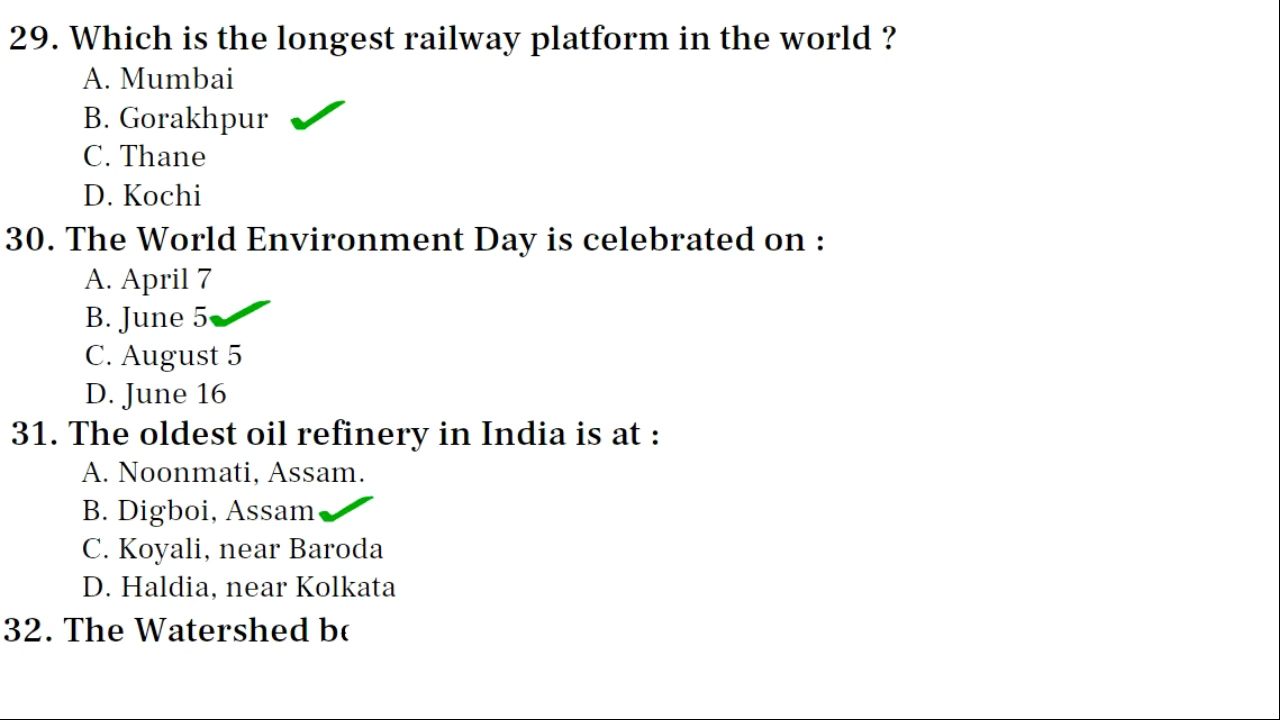 29. Which is the longest railway platform in the world ?
A. Mumbai
B. Gorakhpur
C. Thane
D. Kochi
30. The World Environment Day is celebrated on :
A. April 7
B. June 5
C. August 5
D. June 16
31. The oldest oil refinery in India is at :
A. Noonmati, Assam.
B. Digboi, Assam
C. Koyali, near Baroda
D. Haldia, near Kolkata
32. The Watershed